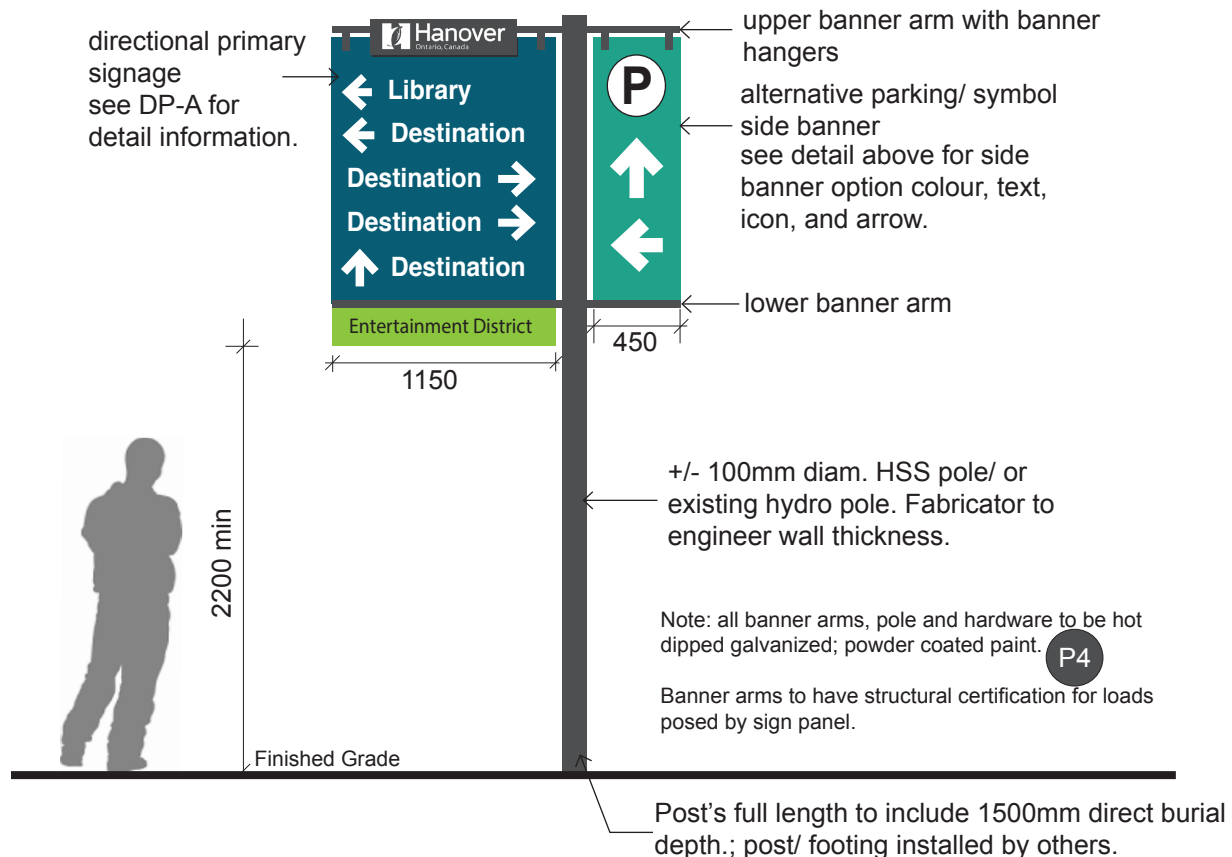 directional primary
signage
see DP-A for
detail information.
Hanover
Ontario, Canada
Library
Destination
Destination
Destination
Destination
Entertainment District
P
upper banner arm with banner
hangers
alternative parking/ symbol
side banner
see detail above for side
banner option colour, text,
icon, and arrow.
lower banner arm
450
1150
2200 min
+/- 100mm diam. HSS pole/ or
existing hydro pole. Fabricator to
engineer wall thickness.
Note: all banner arms, pole and hardware to be hot
dipped galvanized; powder coated paint.
P4
Banner arms to have structural certification for loads
posed by sign panel.
Finished Grade
Post's full length to include 1500mm direct burial
depth.; post/ footing installed by others.